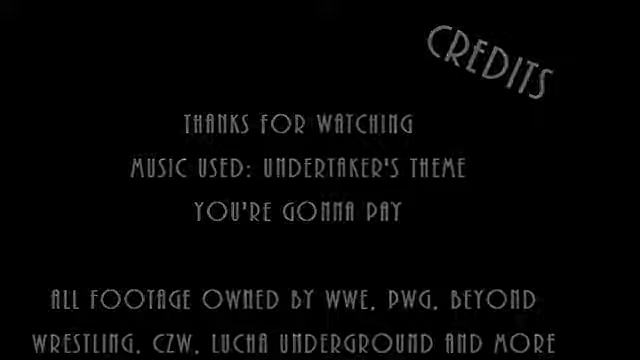 CREDITS
THANKS FOR WATCHING
MUSIC USED: UNDERTAKER'S THEME
YOU'RE GONNA PAY
ALL FOOTAGE OWNED BY WWE, PWG, BEYOND
WRESTLING, CZW, LUCHA UNDERGROUND AND MORE